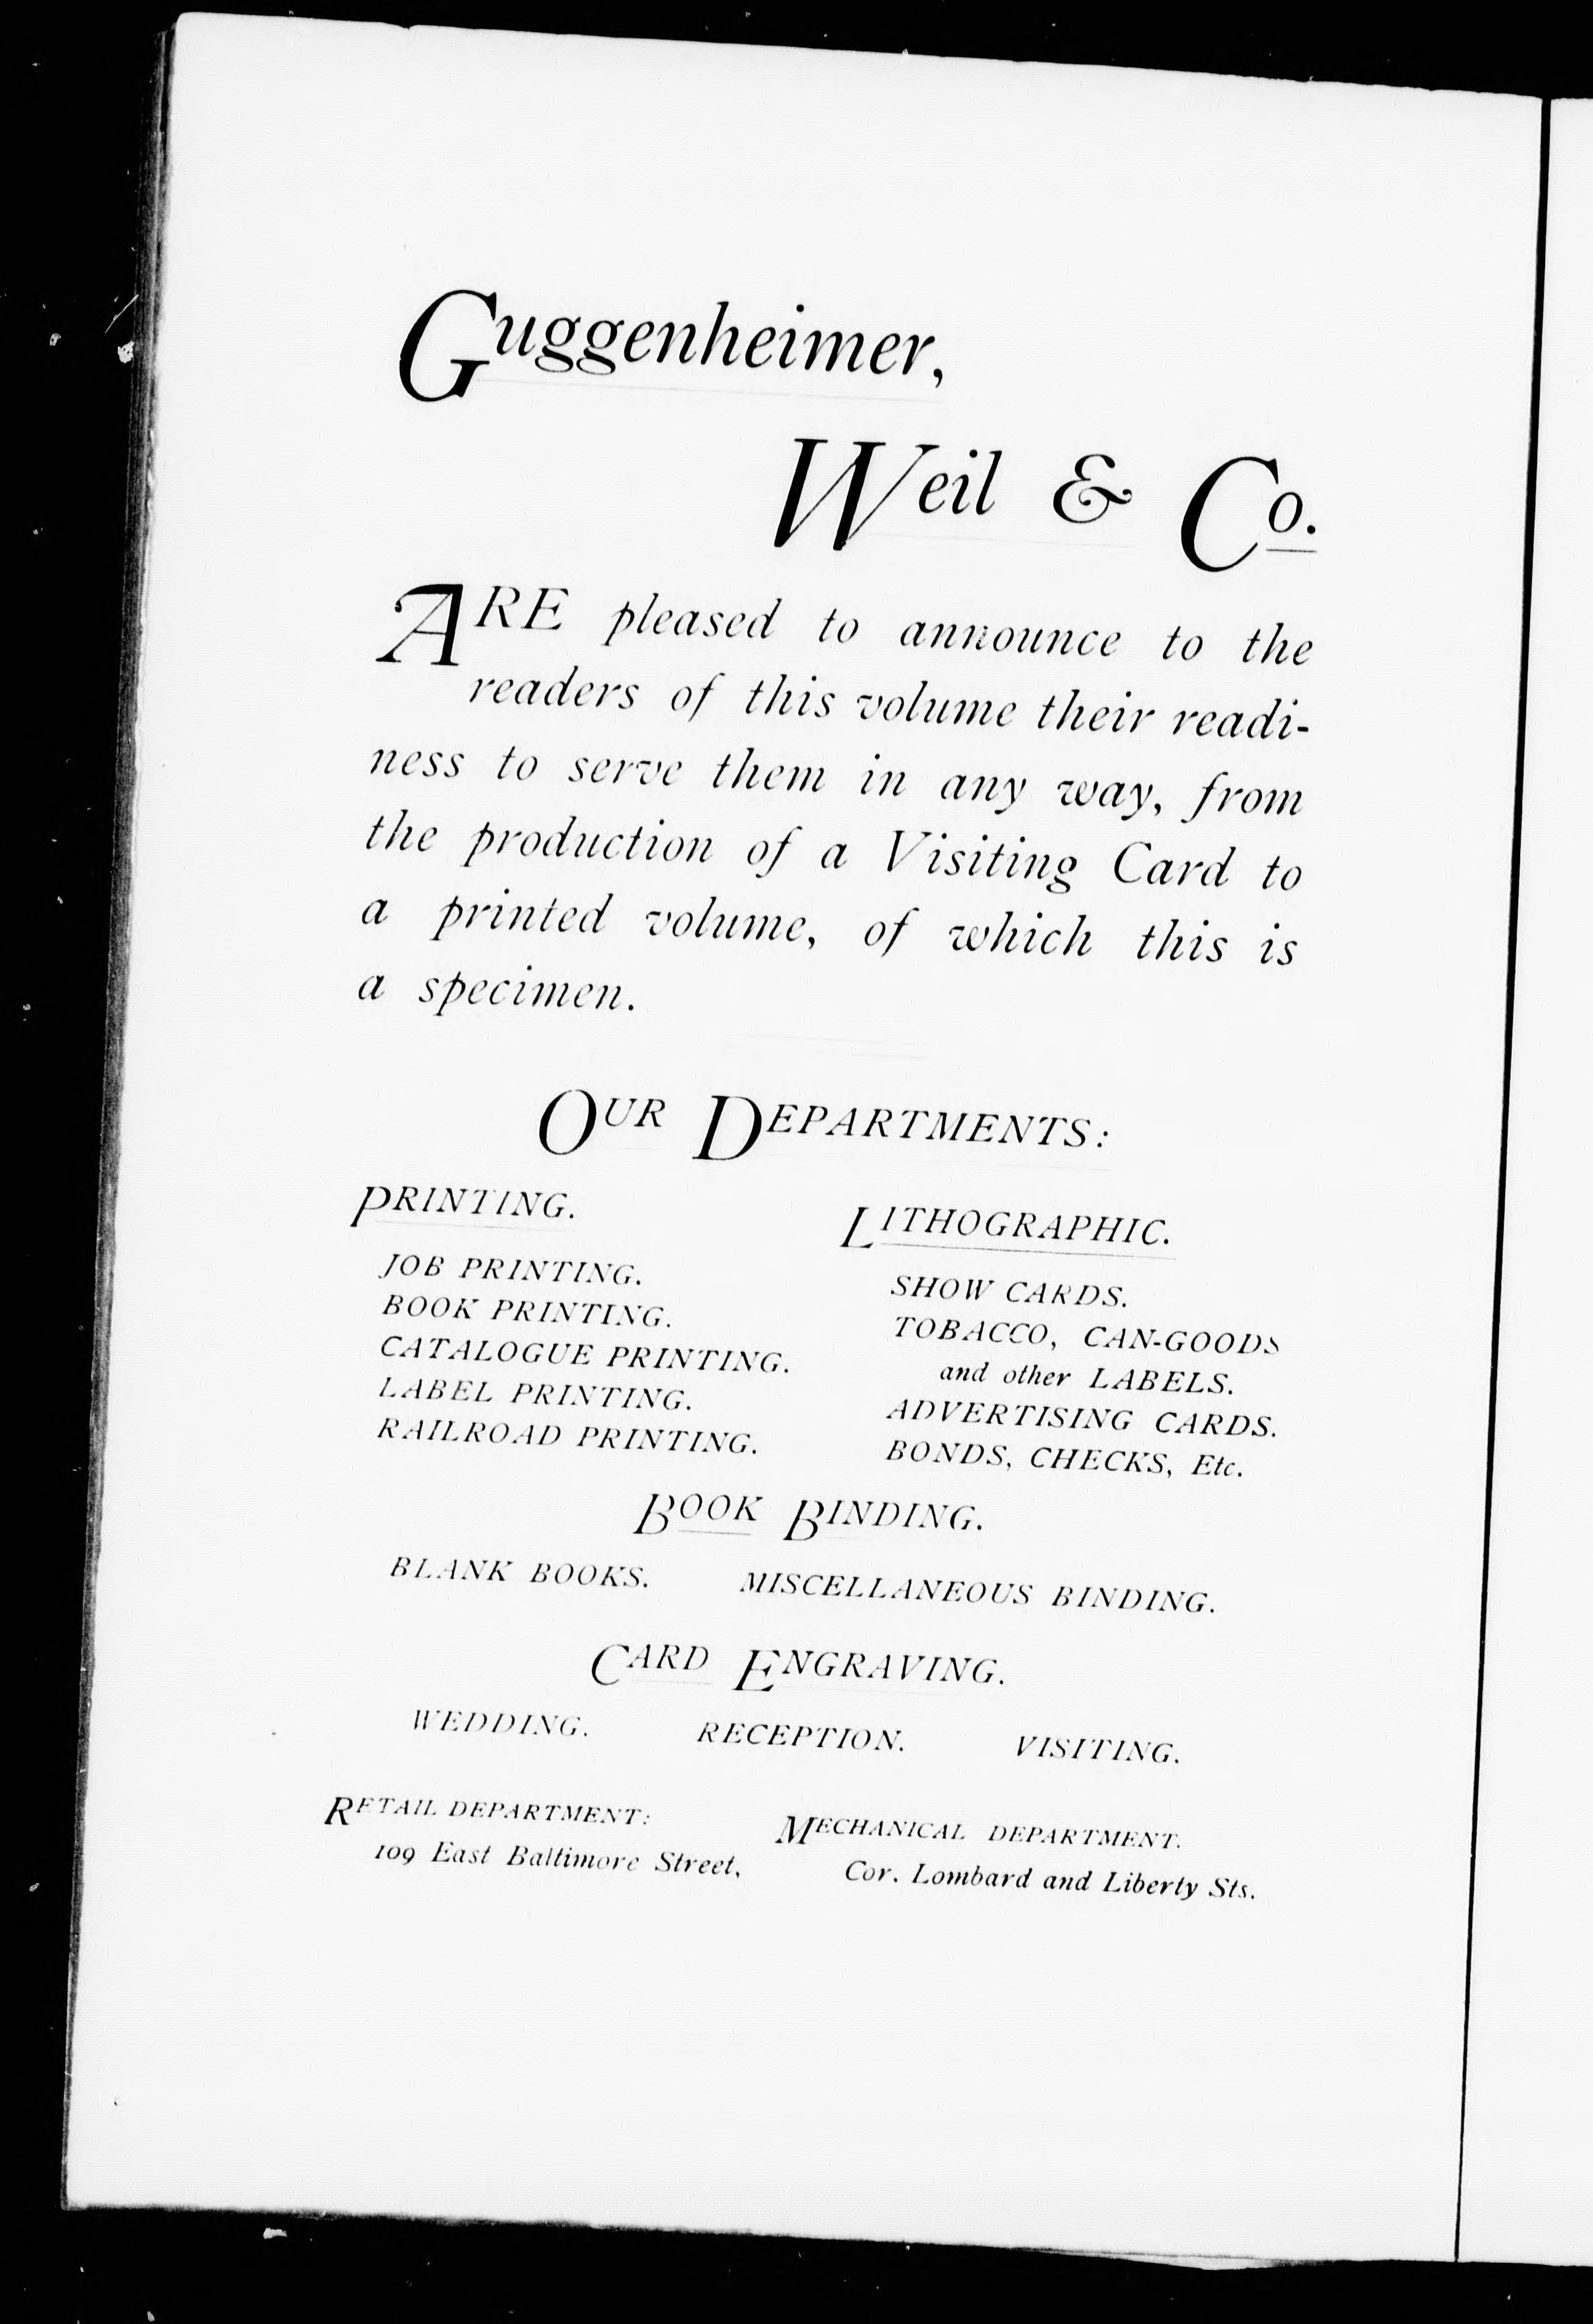 Guggenheimer,
Weil & Co.
ARE pleased to announce to the
readers of this volume their readi-
ness to serve them in any way, from
the production of a Visiting Card to
a printed volume, of which this is
a specimen.
OUR DEPARTMENTS:
PRINTING.
JOB PRINTING.
BOOK PRINTING.
CATALOGUE PRINTING.
LABEL PRINTING.
RAILROAD PRINTING.
LITHOGRAPHIC.
SHOW CARDS.
TOBACCO, CAN-GOODS
and other LABELS.
ADVERTISING CARDS.
BONDS, CHECKS, Etc.
BOOK BINDING.
BLANK BOOKS. MISCELLANEOUS BINDING.
CARD ENGRAVING.
WEDDING. RECEPTION. VISITING.
RETAIL DEPARTMENT:
109 East Baltimore Street,
MECHANICAL DEPARTMENT.
Cor. Lombard and Liberty Sts.